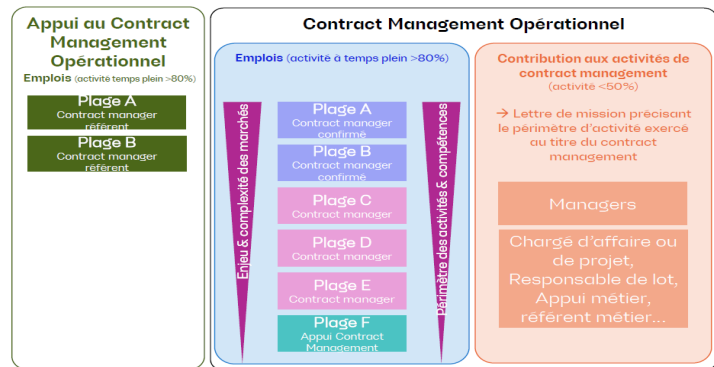 Appui au Contract
Management
Opérationnel
Emplois (activité temps plein >80%)
Plage A
Contract manager
référent
Plage B
Contract manager
référent
Contract Management Opérationnel
Emplois (activité à temps plein >80%)
Enjeu & complexité des marchés
Plage A
Contract manager
confirmé
Plage B
Contract manager
confirmé
Plage C
Contract manager
Plage D
Contract manager
Plage E
Contract manager
Plage F
Appui Contract
Management
Périmètre des activités & compétences
Contribution aux activités de
contract management
(activité <50%)
→ Lettre de mission précisant
le périmètre d'activité exercé
au titre du contract
management
Managers
Chargé d'affaire ou
de projet,
Responsable de lot,
Appui métier,
référent métier...